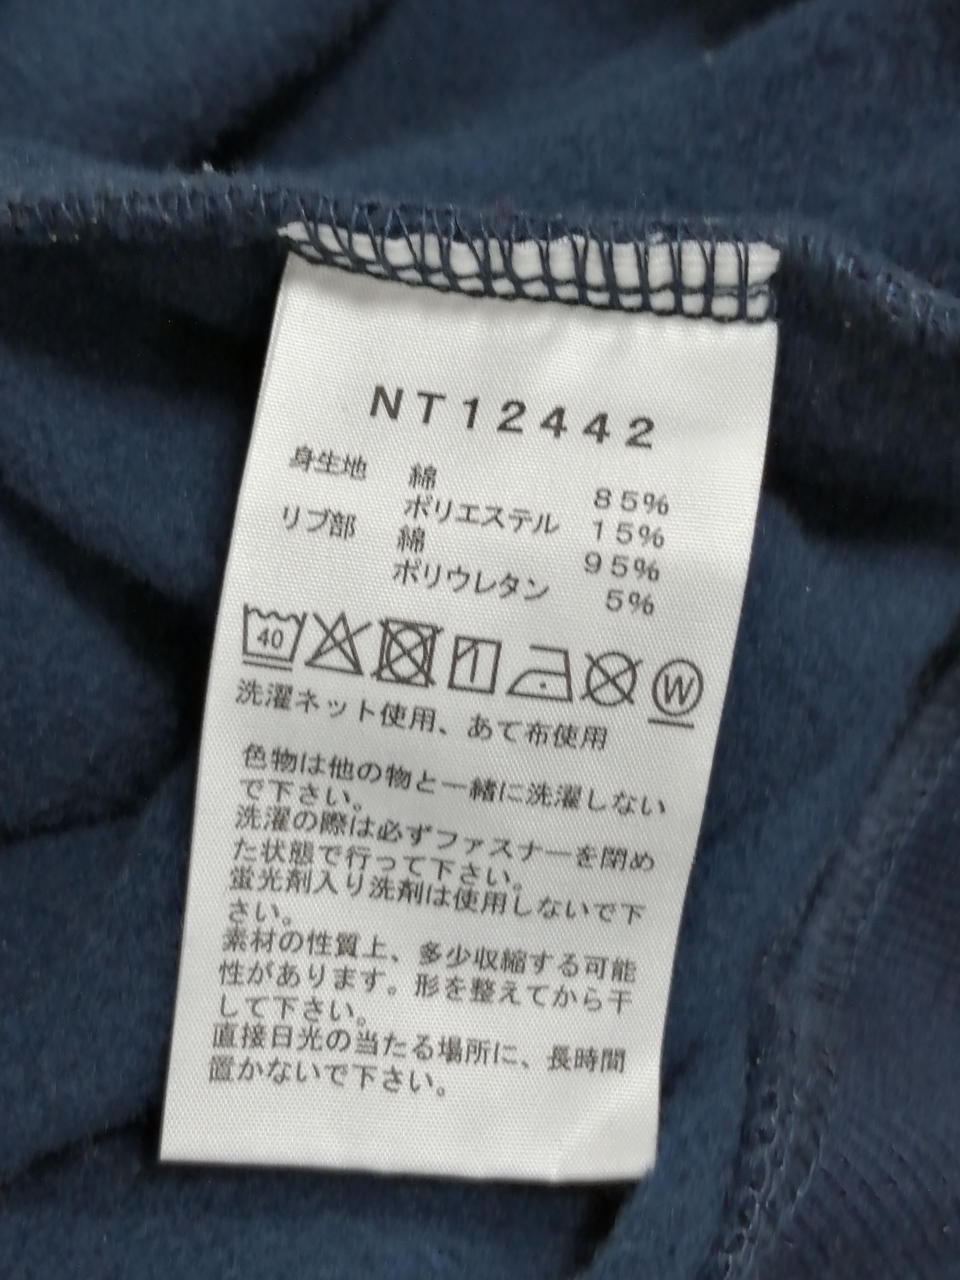 NT12442
身生地 綿 85%
ポリエステル 15%
リブ部 綿 95%
ポリウレタン 5%
40 W
洗濯ネット使用、あて布使用
色物は他の物と一緒に洗濯しない
で下さい。
洗濯の際は必ずファスナーを閉め
た状態で行って下さい。
蛍光剤入り洗剤は使用しないで下
さい。
素材の性質上、多少収縮する可能
性があります。形を整えてから干
して下さい。
直接日光の当たる場所に、長時間
置かないで下さい。